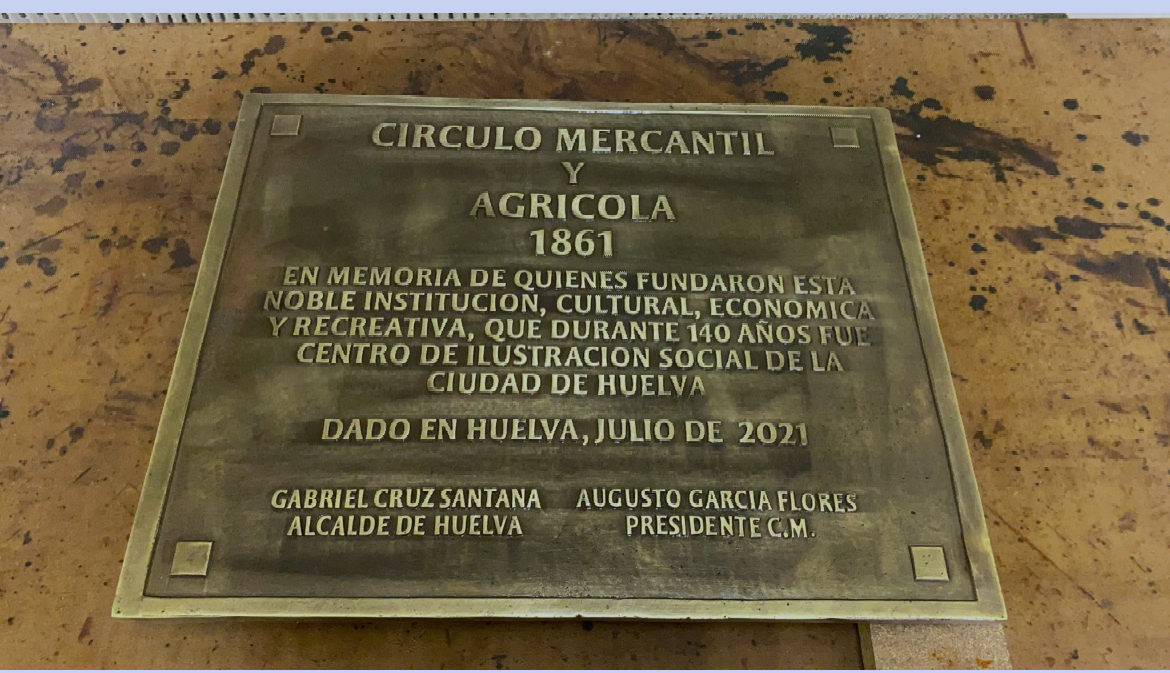 CIRCULO MERCANTIL
Y
AGRICOLA
1861
EN MEMORIA DE QUIENES FUNDARON ESTA
NOBLE INSTITUCION, CULTURAL, ECONOMICA
Y RECREATIVA, QUE DURANTE 140 AÑOS FUE
CENTRO DE ILUSTRACION SOCIAL DE LA
CIUDAD DE HUELVA
DADO EN HUELVA, JULIO DE 2021
GABRIEL CRUZ SANTANA
ALCALDE DE HUELVA
AUGUSTO GARCIA FLORES
PRESIDENTE C.M.